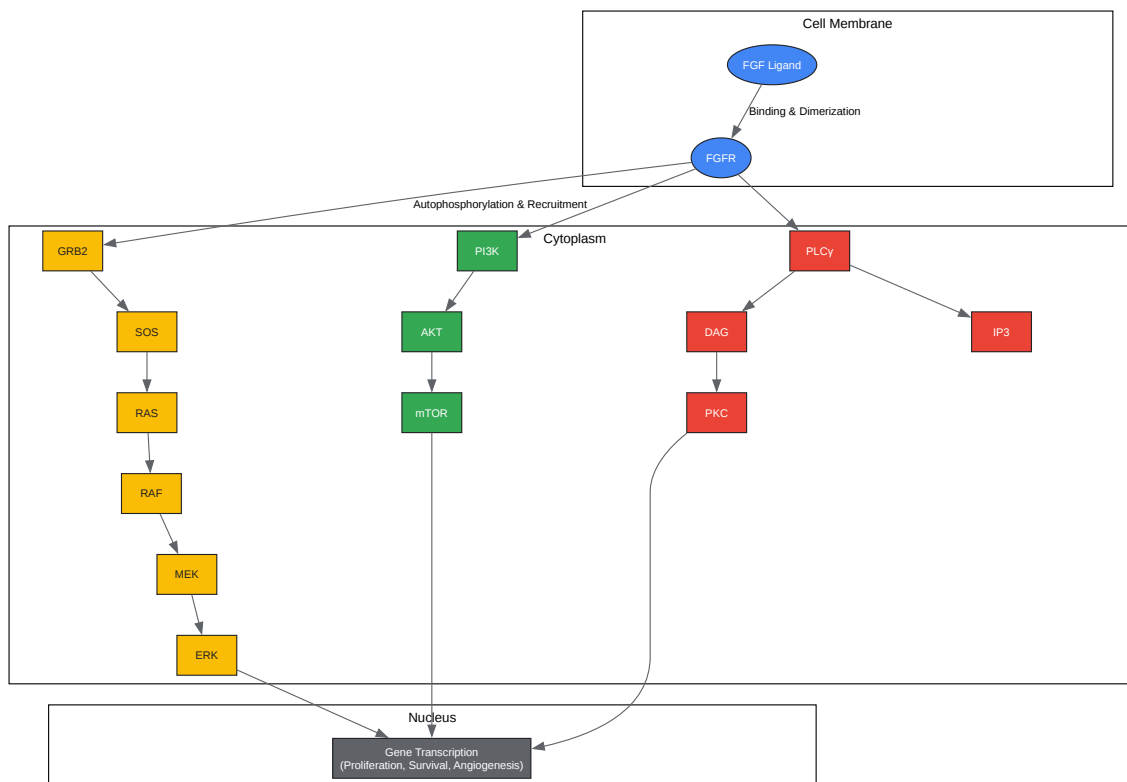 Cell Membrane
FGF Ligand
Binding & Dimerization
FGFR
Autophosphorylation & Recruitment
Cytoplasm
GRB2
PI3K
PLCγ
SOS
AKT
DAG
IP3
RAS
mTOR
PKC
RAF
MEK
ERK
Nucleus
Gene Transcription
(Proliferation, Survival, Angiogenesis)